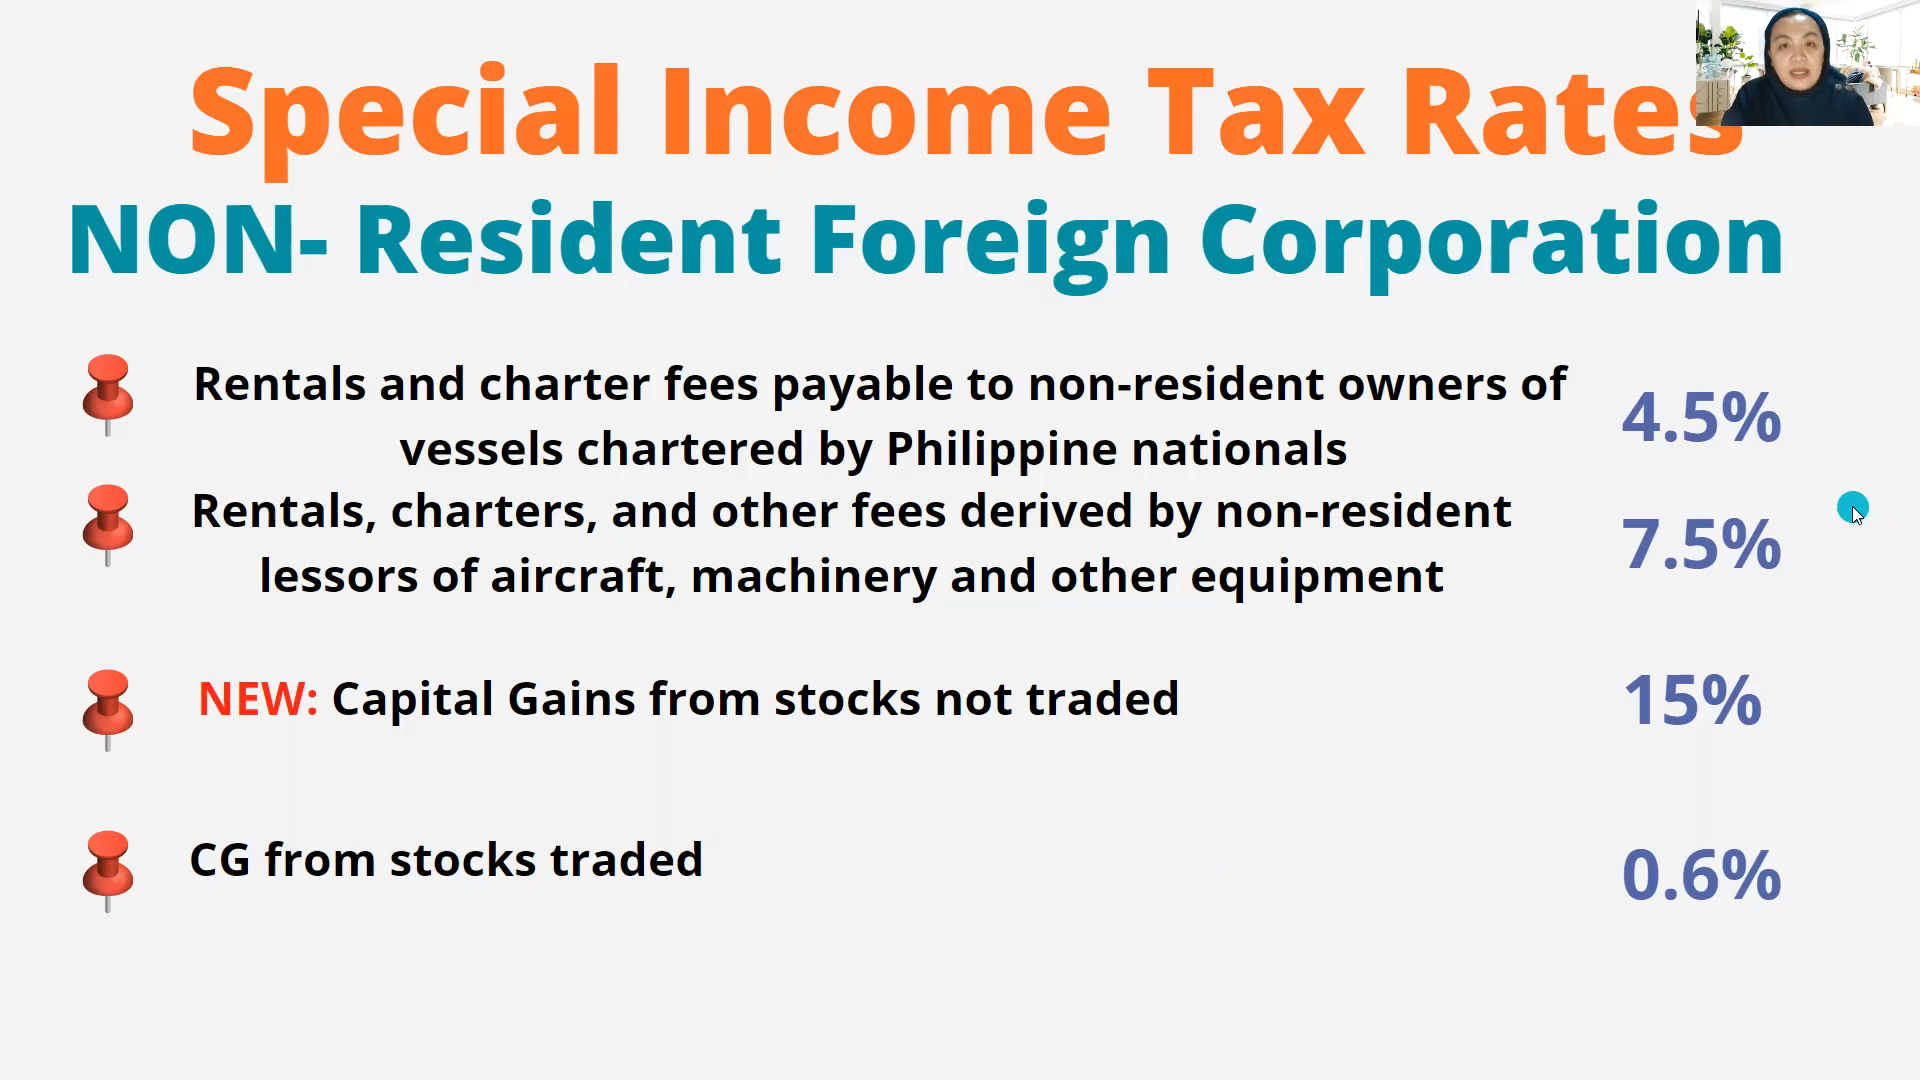 Special Income Tax Rates
NON- Resident Foreign Corporation
Rentals and charter fees payable to non-resident owners of
vessels chartered by Philippine nationals
4.5%
Rentals, charters, and other fees derived by non-resident
lessors of aircraft, machinery and other equipment
7.5%
NEW: Capital Gains from stocks not traded
15%
CG from stocks traded
0.6%